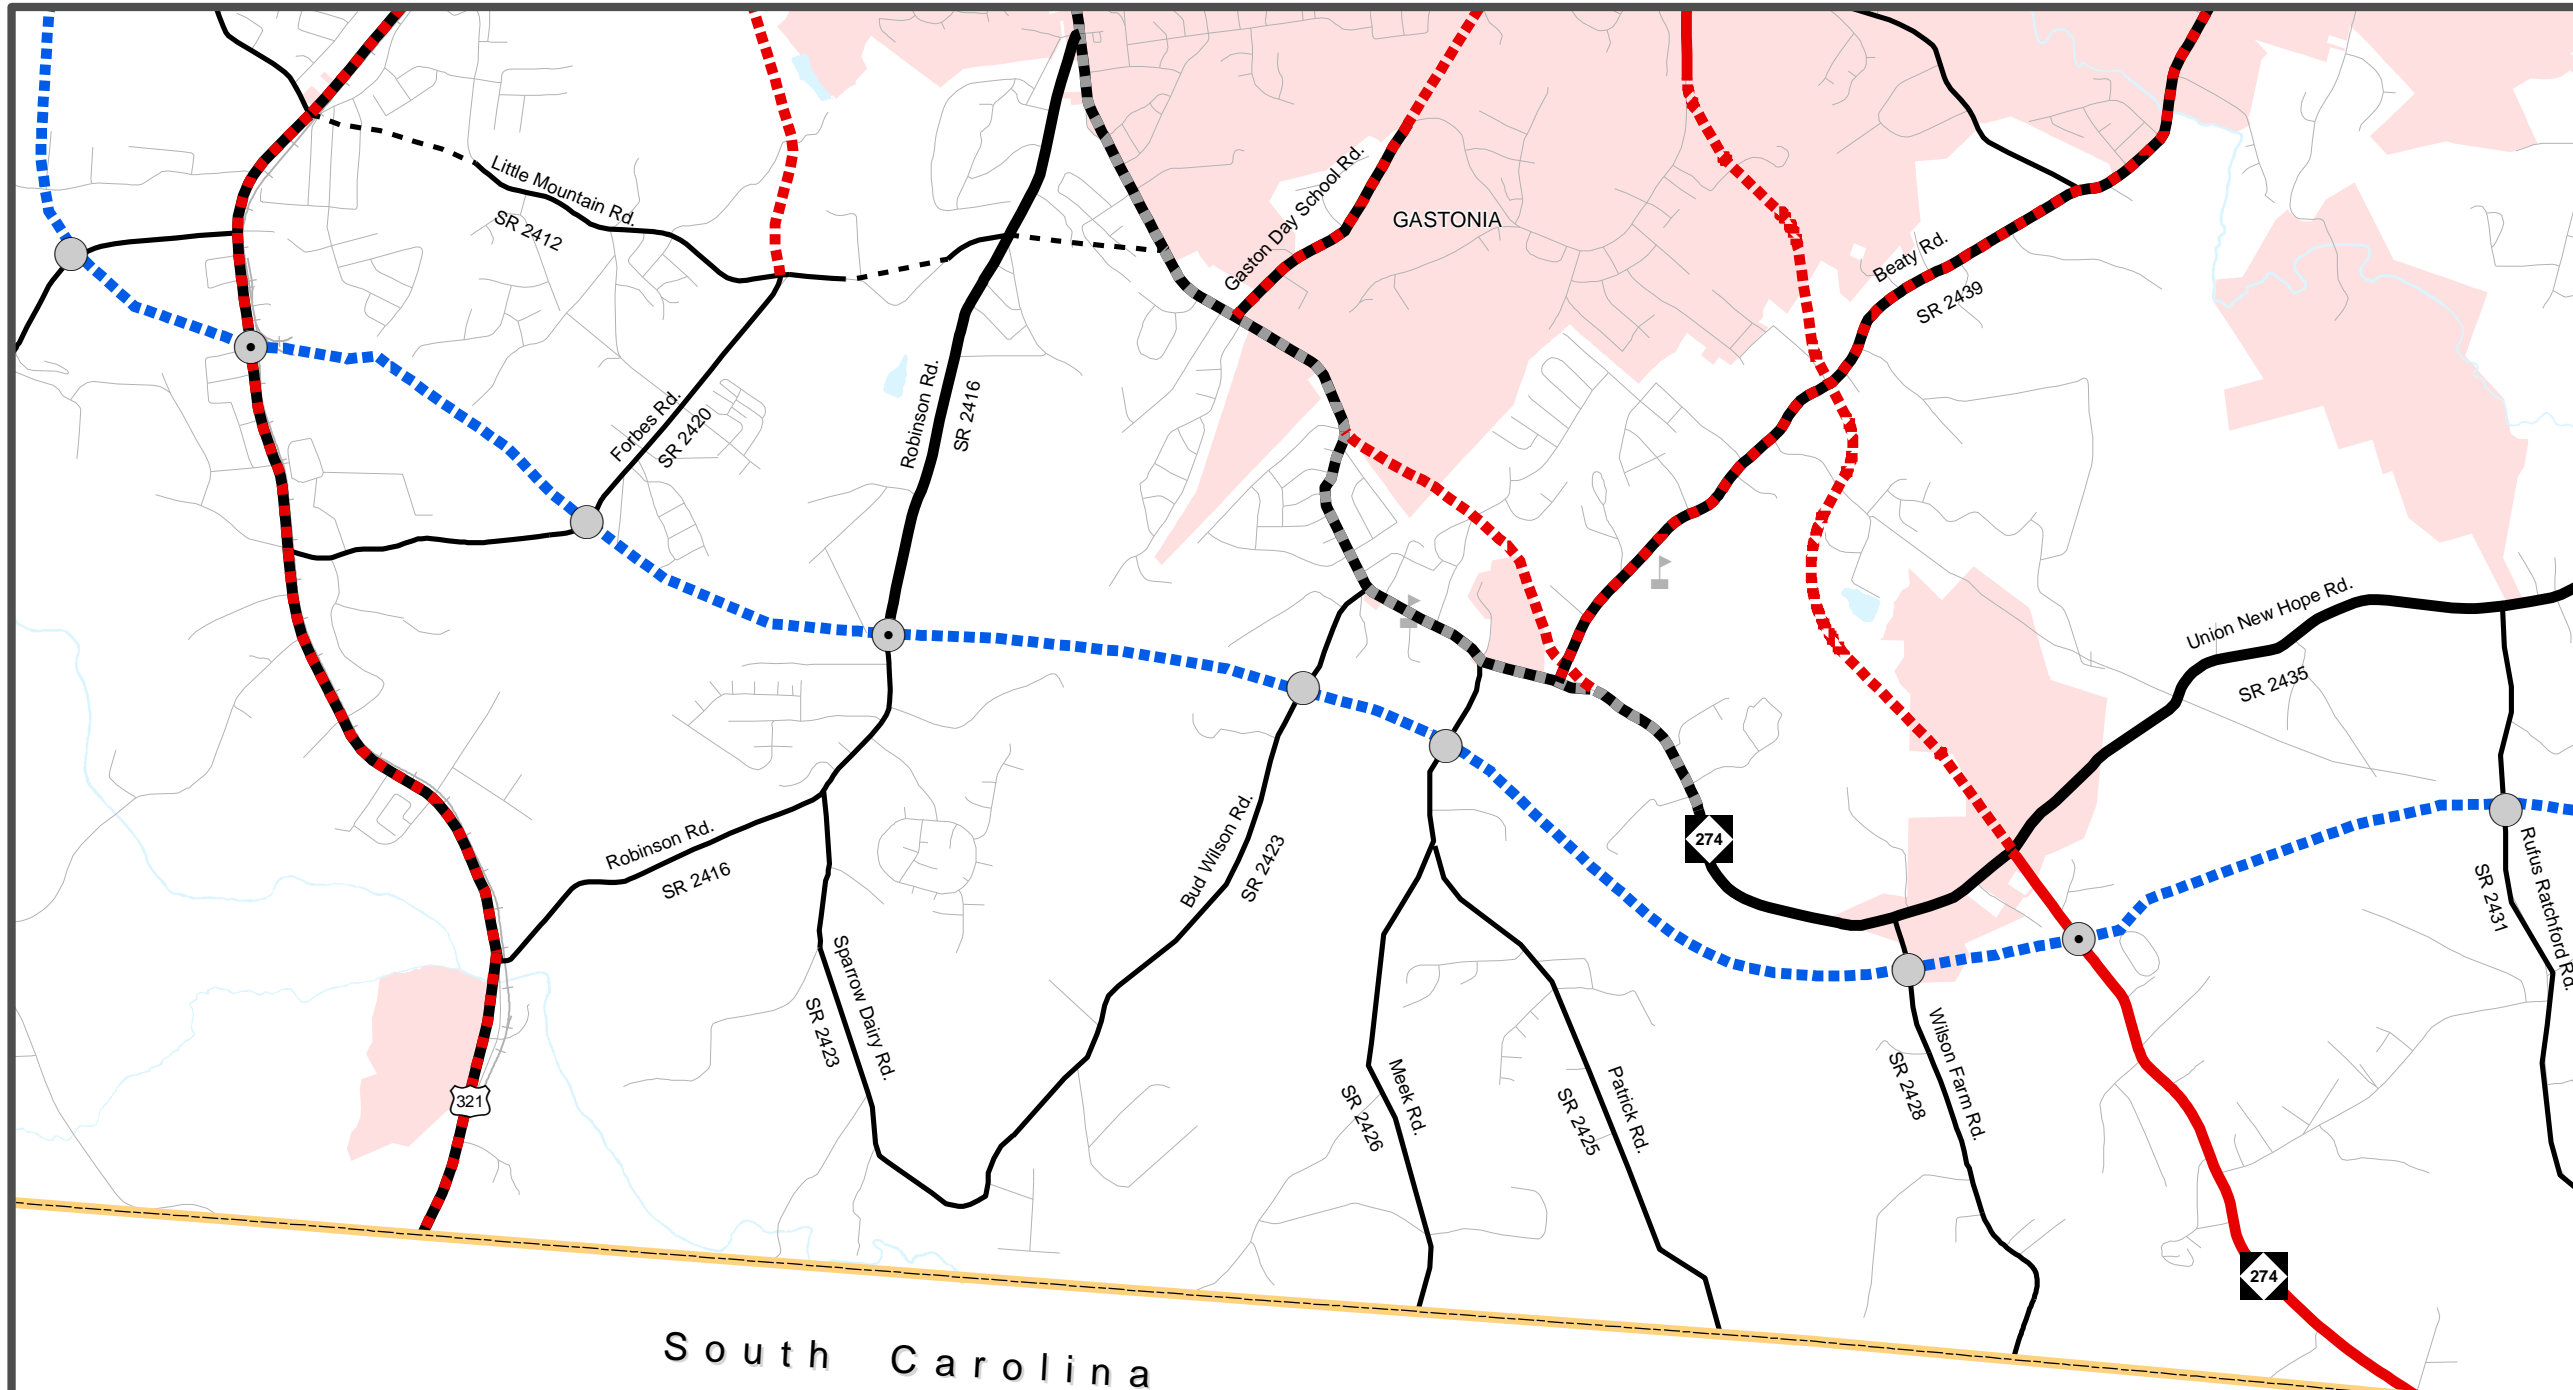 Little Mountain Rd.
SR 2412
Gaston Day School Rd.
GASTONIA
Beaty Rd.
SR 2439
Forbes Rd.
SR 2420
Robinson Rd.
SR 2416
Union New Hope Rd.
SR 2435
Robinson Rd.
SR 2416
Bud Wilson Rd.
SR 2423
274
Rufus Ratchford Rd.
SR 2431
Sparrow Dairy Rd.
SR 2423
Meek Rd.
SR 2426
Patrick Rd.
SR 2425
Wilson Farm Rd.
SR 2428
321
274
South Carolina